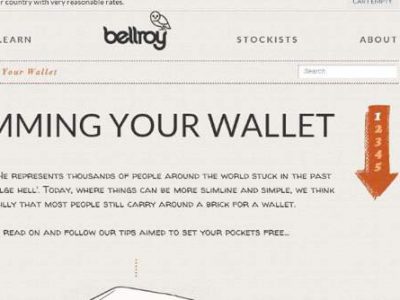 r country with very reasonable rates.
CART EMPTY
LEARN
bellroy
STOCKISTS
ABOUT
Your Wallet
Search
MMING YOUR WALLET
1
2
3
4
5
HE REPRESENTS THOUSANDS OF PEOPLE AROUND THE WORLD STUCK IN THE PAST
LGE HELL'. TODAY, WHERE THINGS CAN BE MORE SLIMLINE AND SIMPLE, WE THINK
ILLY THAT MOST PEOPLE STILL CARRY AROUND A BRICK FOR A WALLET.
READ ON AND FOLLOW OUR TIPS AIMED TO SET YOUR POCKETS FREE...